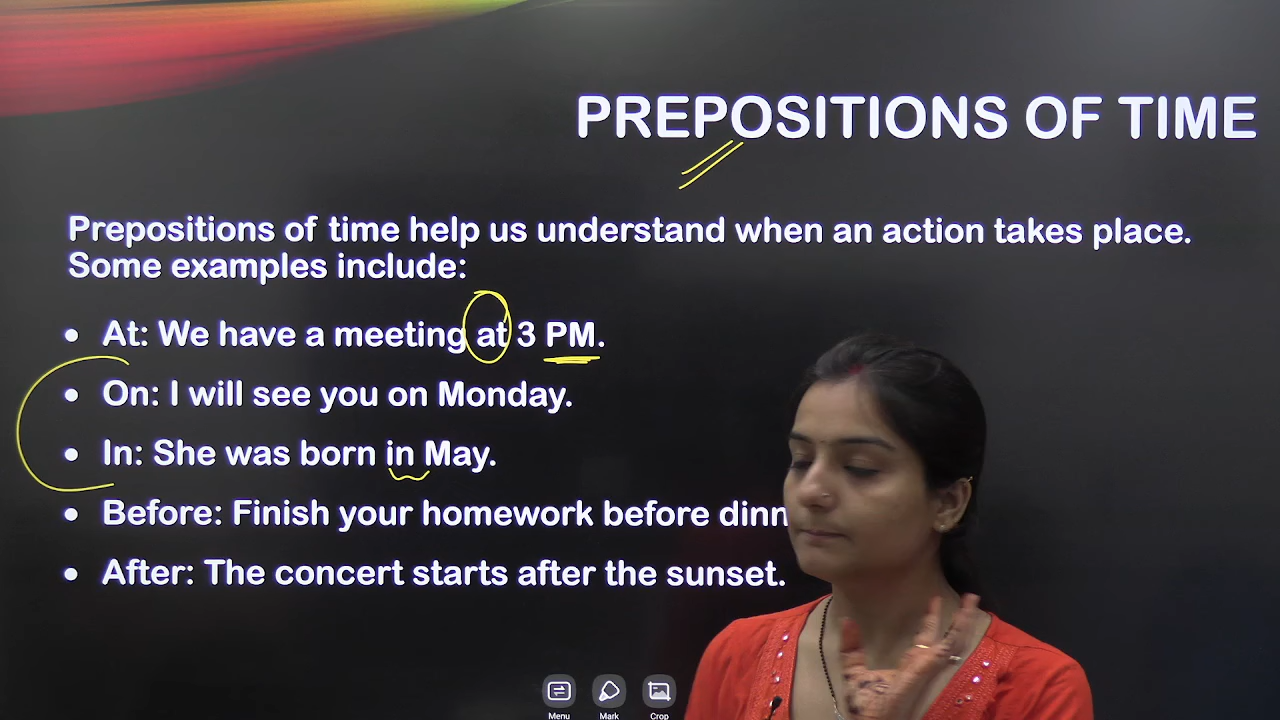 PREPOSITIONS OF TIME
Prepositions of time help us understand when an action takes place.
Some examples include:
• At: We have a meeting at 3 PM.
• On: I will see you on Monday.
• In: She was born in May.
• Before: Finish your homework before
• After: The concert starts after the sunset.
Menu Mark Crop